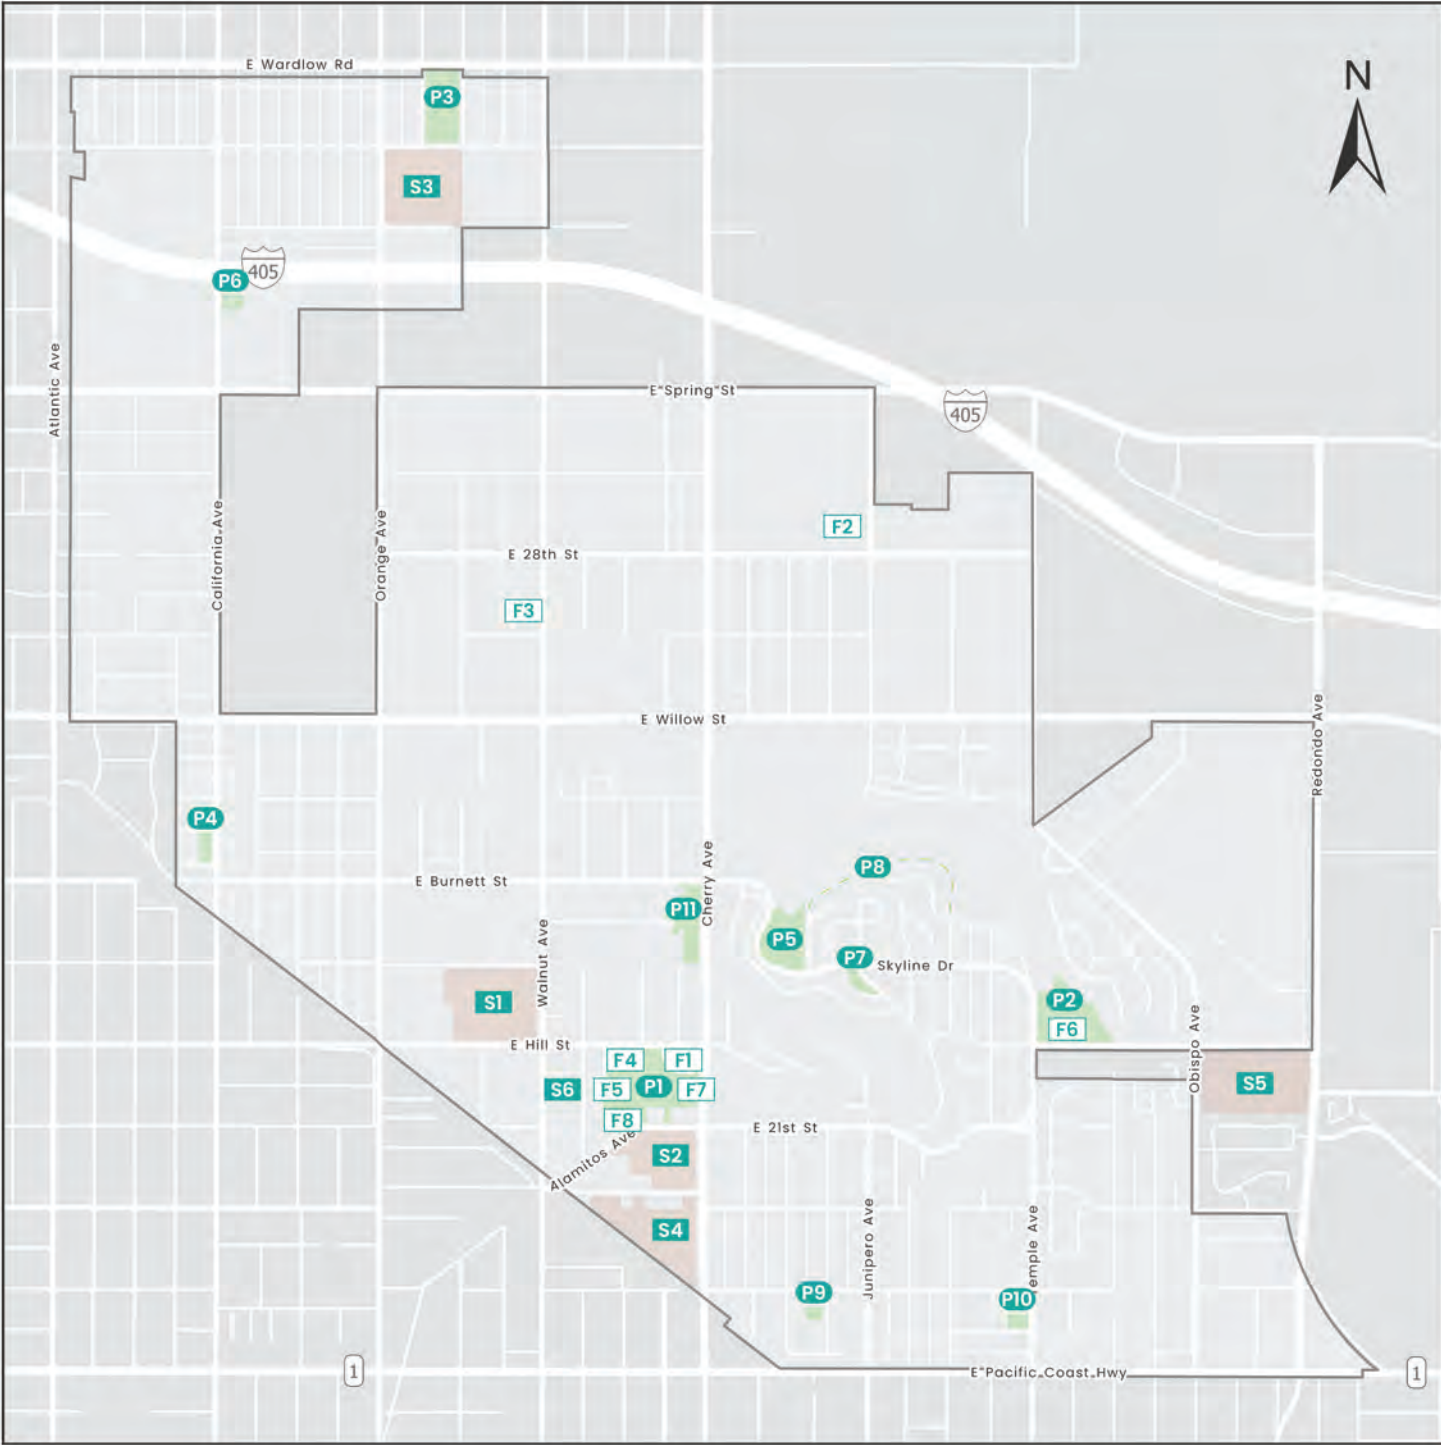 E Wardlow Rd
N
P3
S3
405
P6
Atlantic Ave
E Spring St
405
California Ave
Orange Ave
F2
E 28th St
F3
E Willow St
Redondo Ave
P4
Cherry Ave
P8
E Burnett St
P11
Walnut Ave
P5
P7
Skyline Dr
S1
P2
F6
Obispo Ave
E Hill St
F4
F1
S6
F5
P1
F7
S5
F8
E 21st St
Alamitos Ave
S2
S4
Junipero Ave
Temple Ave
P9
P10
1
E Pacific Coast Hwy
1